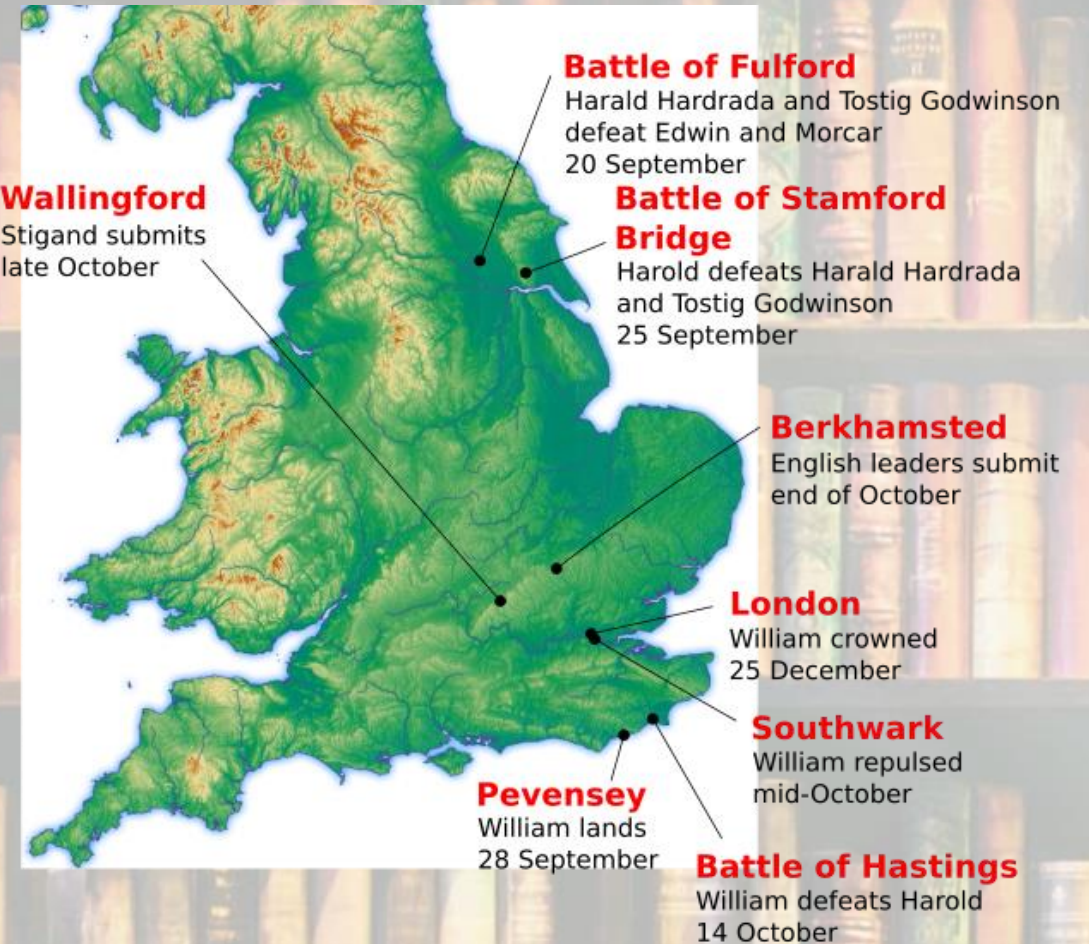 Battle of Fulford
Harald Hardrada and Tostig Godwinson
defeat Edwin and Morcar
20 September
Wallingford
Stigand submits
late October
Battle of Stamford
Bridge
Harold defeats Harald Hardrada
and Tostig Godwinson
25 September
Berkhamsted
English leaders submit
end of October
London
William crowned
25 December
Southwark
William repulsed
mid-October
Pevensey
William lands
28 September
Battle of Hastings
William defeats Harold
14 October